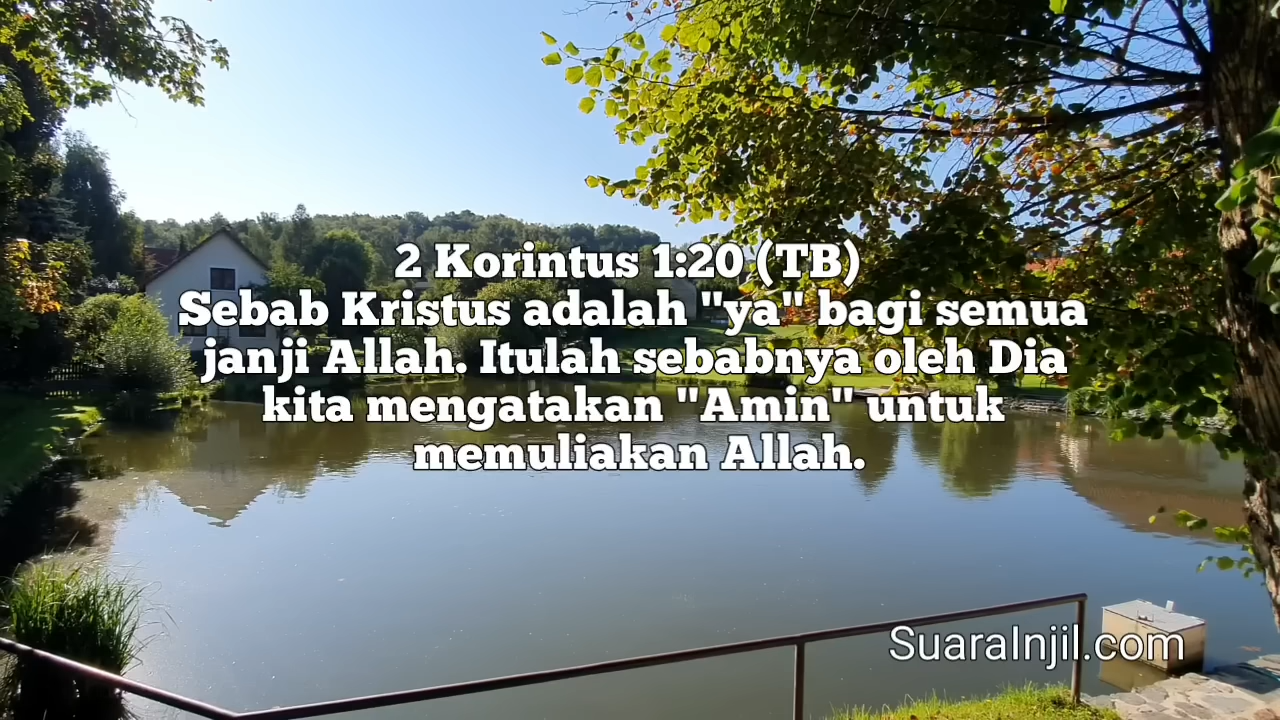 2 Korintus 1:20 (TB)
Sebab Kristus adalah "ya" bagi semua
janji Allah. Itulah sebabnya oleh Dia
kita mengatakan "Amin" untuk
memuliakan Allah.
SuaraInjil.com